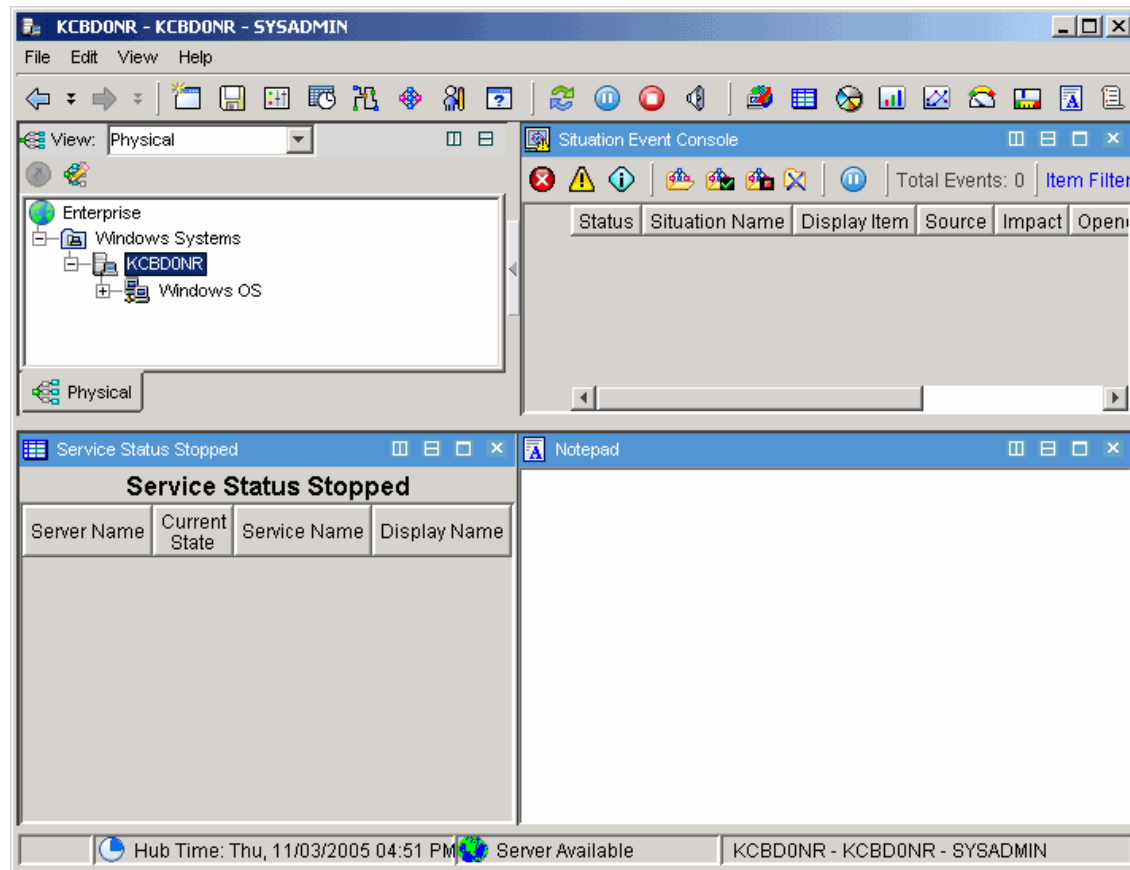 KCBD0NR - KCBD0NR - SYSADMIN
File Edit View Help
View: Physical
Enterprise
Windows Systems
KCBD0NR
Windows OS
Physical
Situation Event Console
Total Events: 0 Item Filter
Status Situation Name Display Item Source Impact Opene
Service Status Stopped
Service Status Stopped
Server Name Current State Service Name Display Name
Notepad
Hub Time: Thu, 11/03/2005 04:51 PM Server Available KCBD0NR - KCBD0NR - SYSADMIN